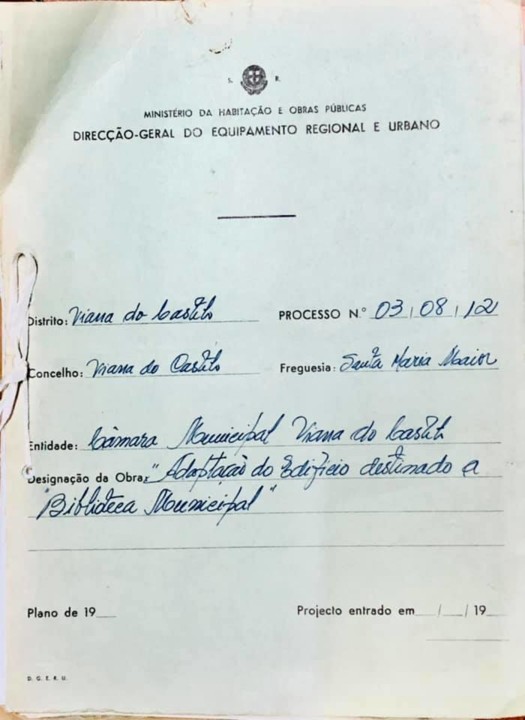 S. R.
MINISTÉRIO DA HABITAÇÃO E OBRAS PÚBLICAS
DIRECÇÃO-GERAL DO EQUIPAMENTO REGIONAL E URBANO
Distrito: Viana do Castelo PROCESSO N.º 03 / 08 / 12
Concelho: Viana do Castelo Freguesia: Santa Maria Maior
Entidade: Câmara Municipal Viana do Castelo
Designação da Obra: "Adaptação do Edifício destinado a
"Biblioteca Municipal"
Plano de 19__ Projecto entrado em __/__/ 19__
D. G. E. R. U.